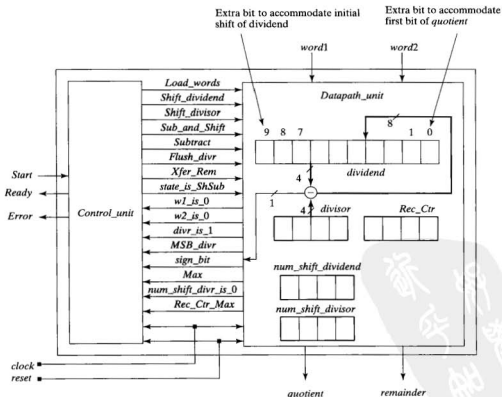 Extra bit to accommodate initial
shift of dividend
Extra bit to accommodate
first bit of quotient
word1
word2
Load_words
Shift_dividend
Shift_divisor
Sub_and_Shift
Subtract
Flush_divr
Xfer_Rem
state_is_ShSub
w1_is_0
w2_is_0
divr_is_1
MSB_divr
sign_bit
Max
num_shift_divr_is_0
Rec_Ctr_Max
Start
Ready
Error
Control_unit
Datapath_unit
8
9 8 7 1 0
dividend
4
1
−
4
divisor
Rec_Ctr
num_shift_dividend
num_shift_divisor
clock
reset
quotient
remainder